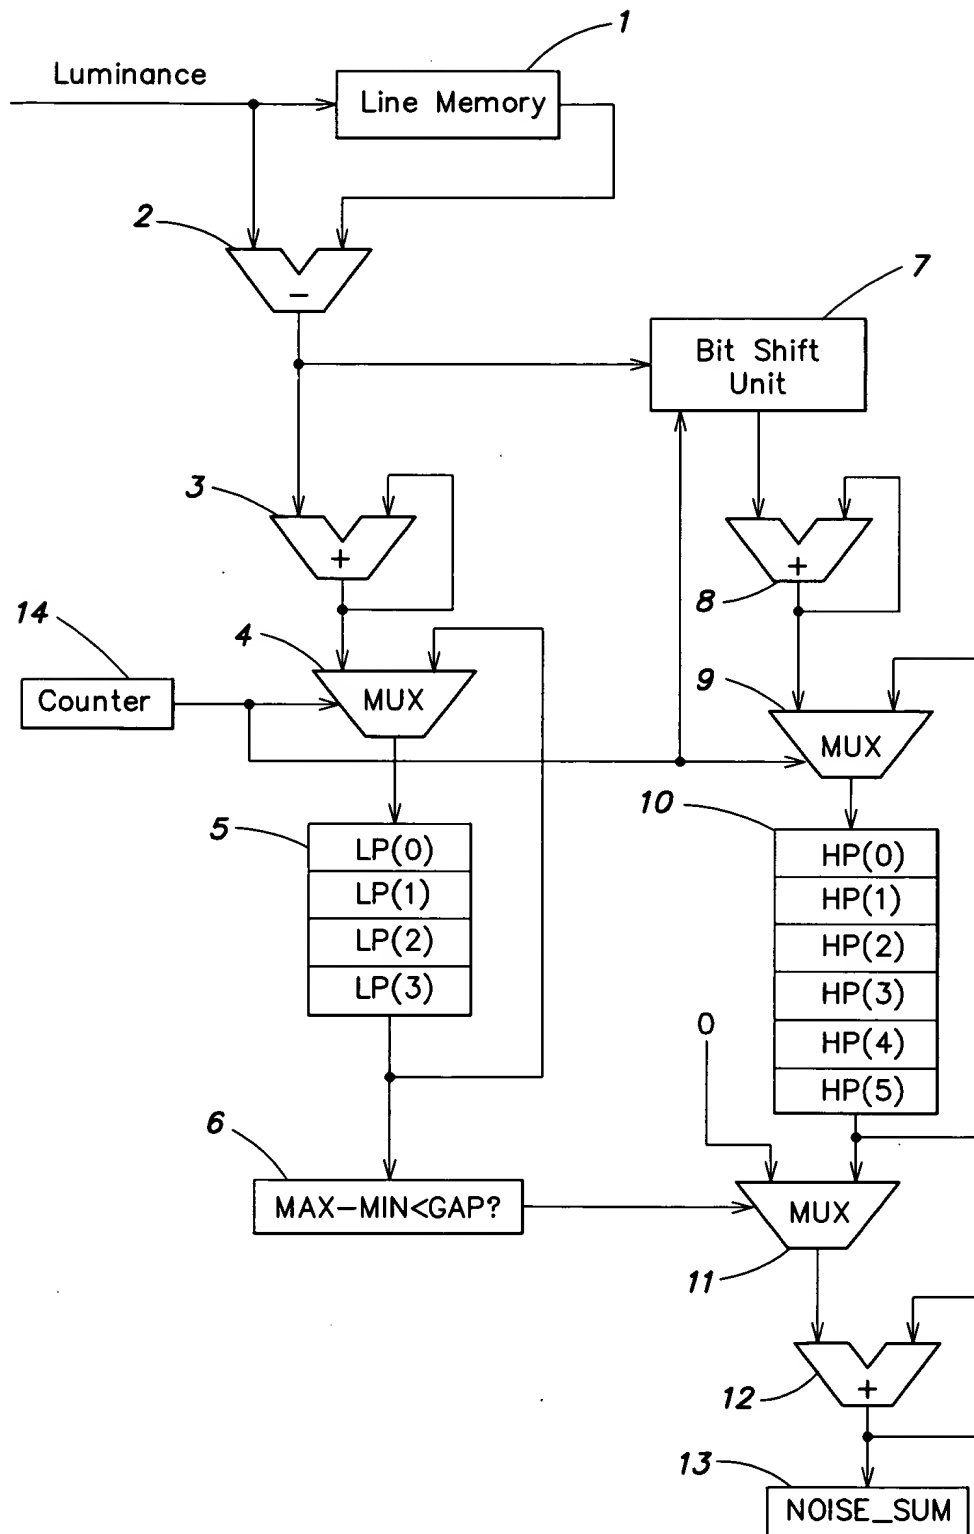 1
Luminance
Line Memory
2
−
7
Bit Shift
Unit
3
+
8
+
14
Counter
4
MUX
9
MUX
5
LP(0)
LP(1)
LP(2)
LP(3)
10
HP(0)
HP(1)
HP(2)
HP(3)
HP(4)
HP(5)
0
6
MAX−MIN<GAP?
MUX
11
12
+
13
NOISE_SUM